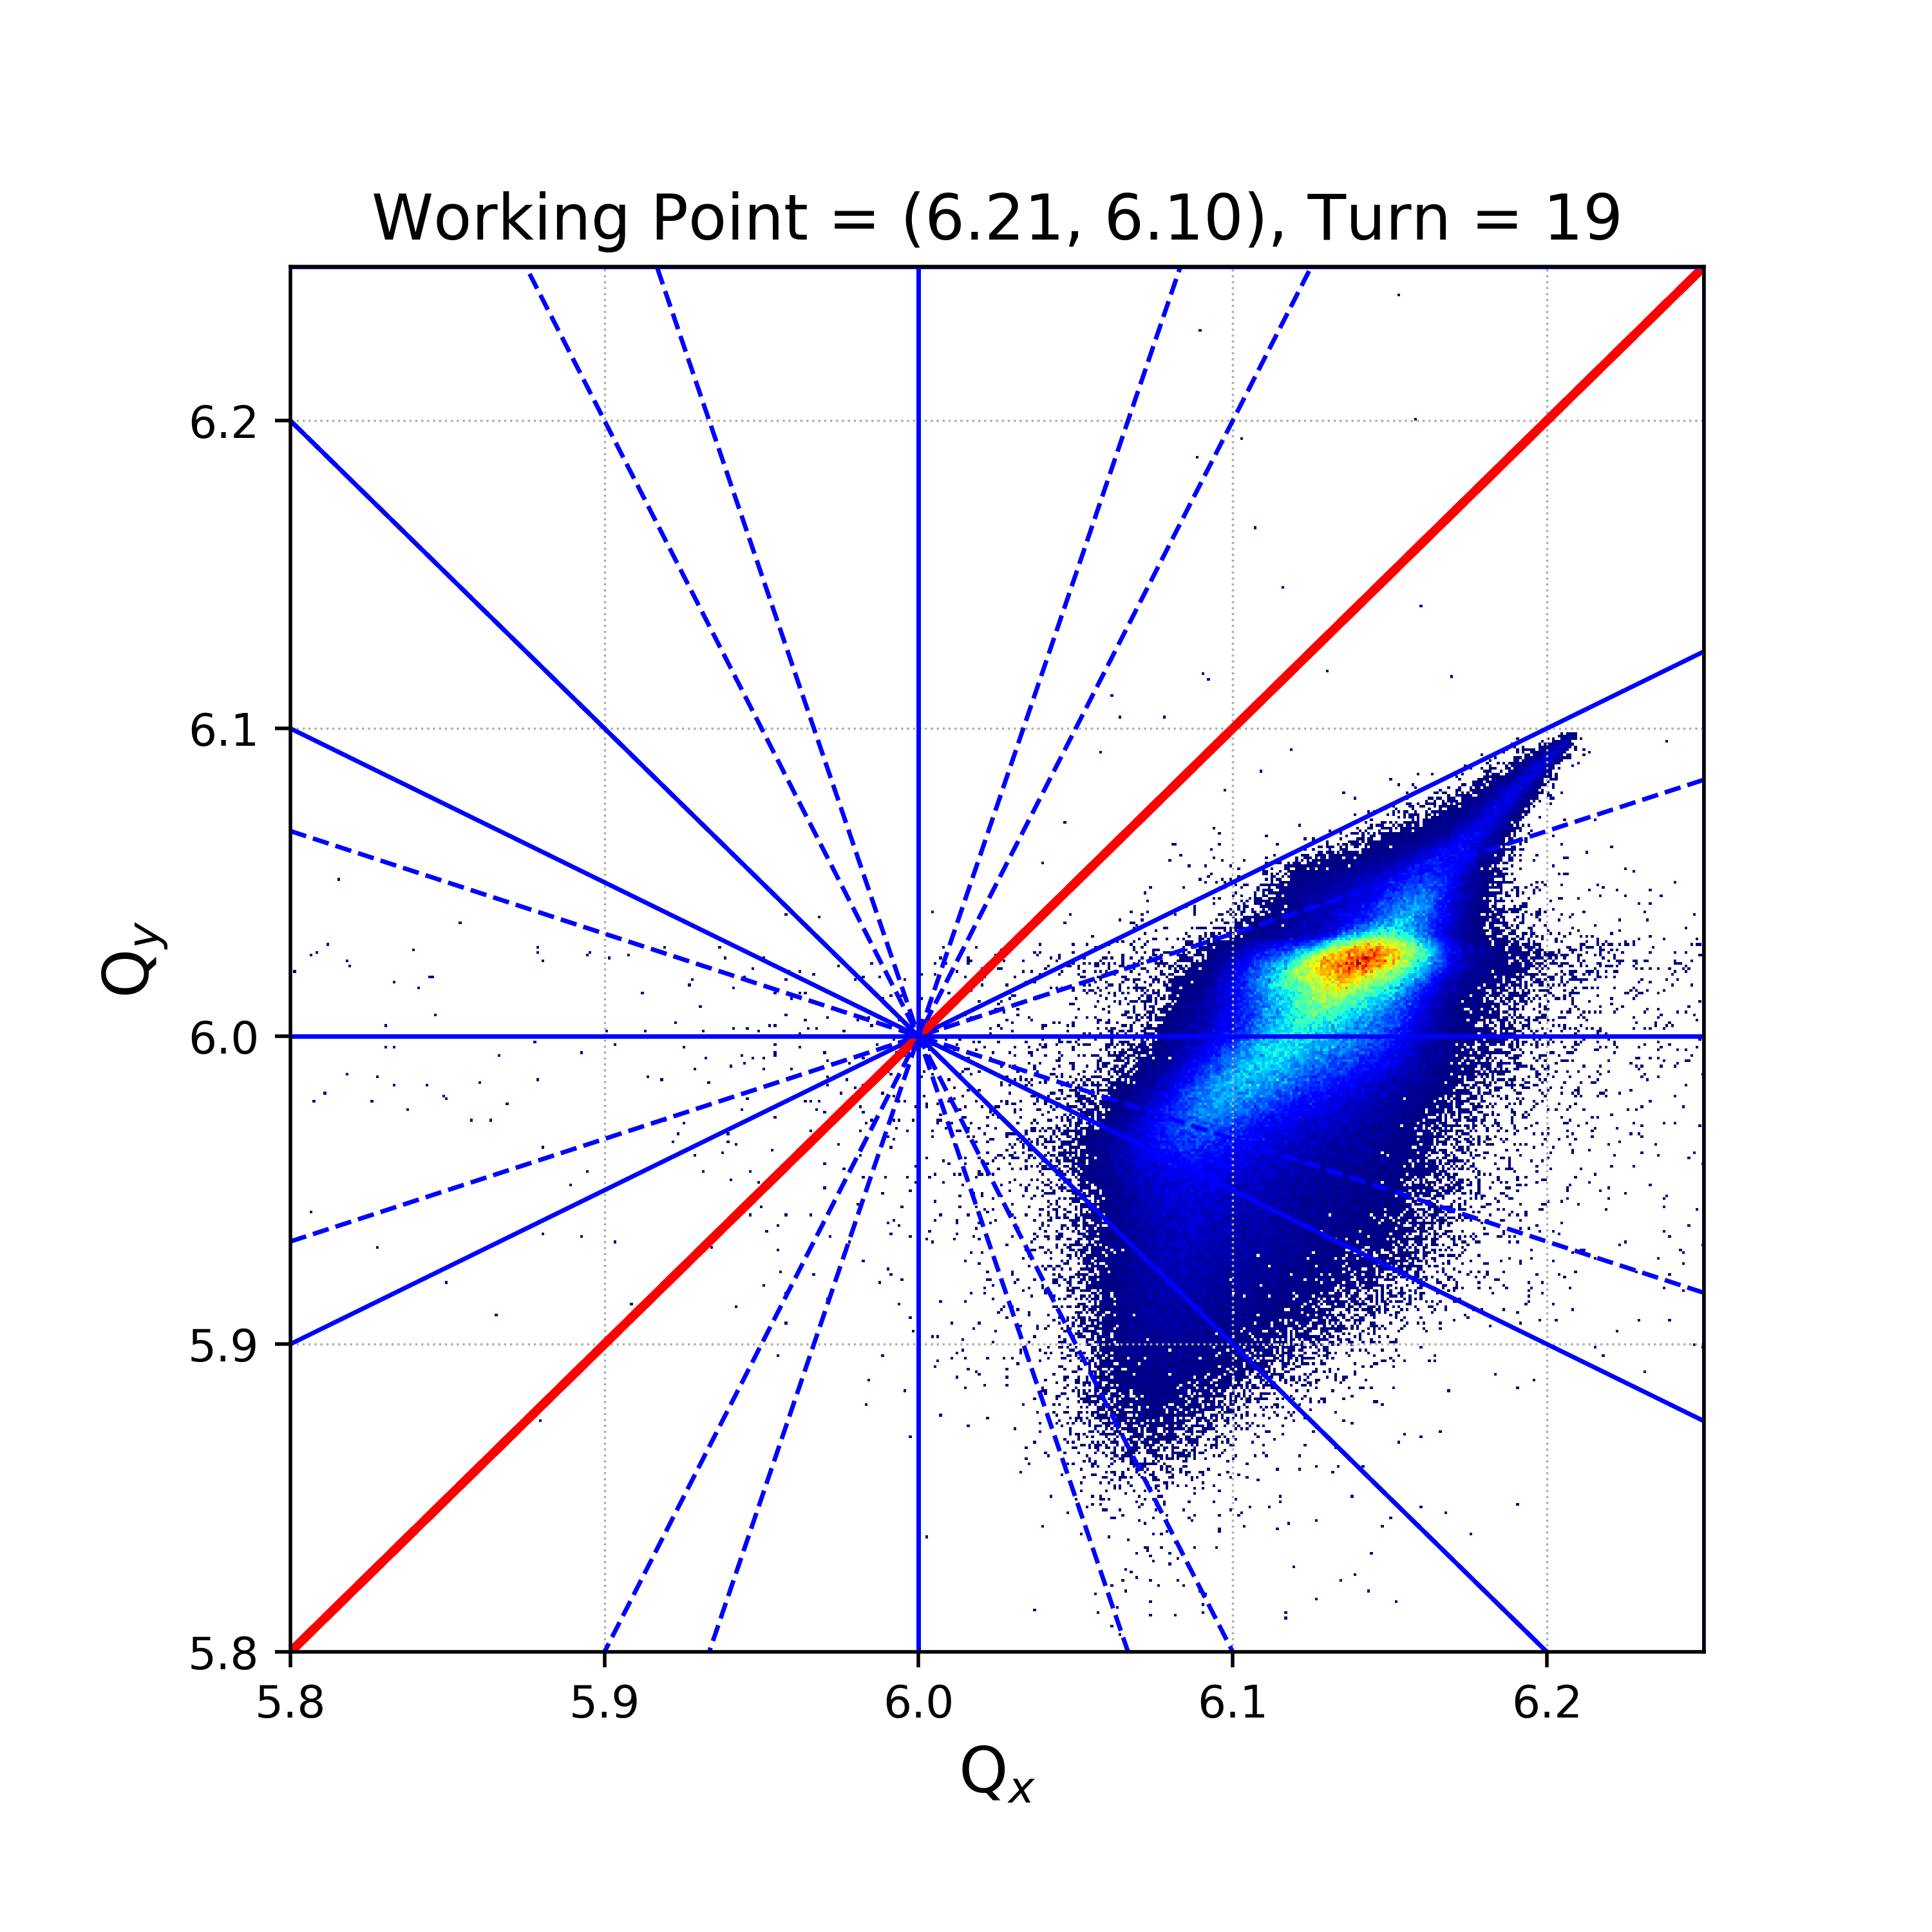 Working Point = (6.21, 6.10), Turn = 19
6.2
6.1
6.0
5.9
5.8
Qy
5.8 5.9 6.0 6.1 6.2
Qx